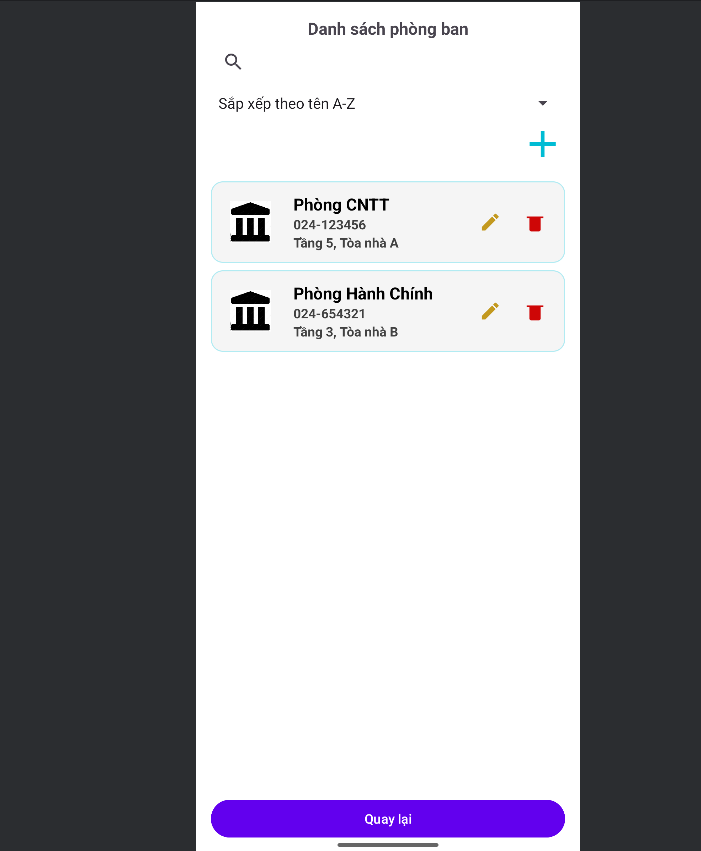 Danh sách phòng ban
Sắp xếp theo tên A-Z
Phòng CNTT
024-123456
Tầng 5, Tòa nhà A
Phòng Hành Chính
024-654321
Tầng 3, Tòa nhà B
Quay lại